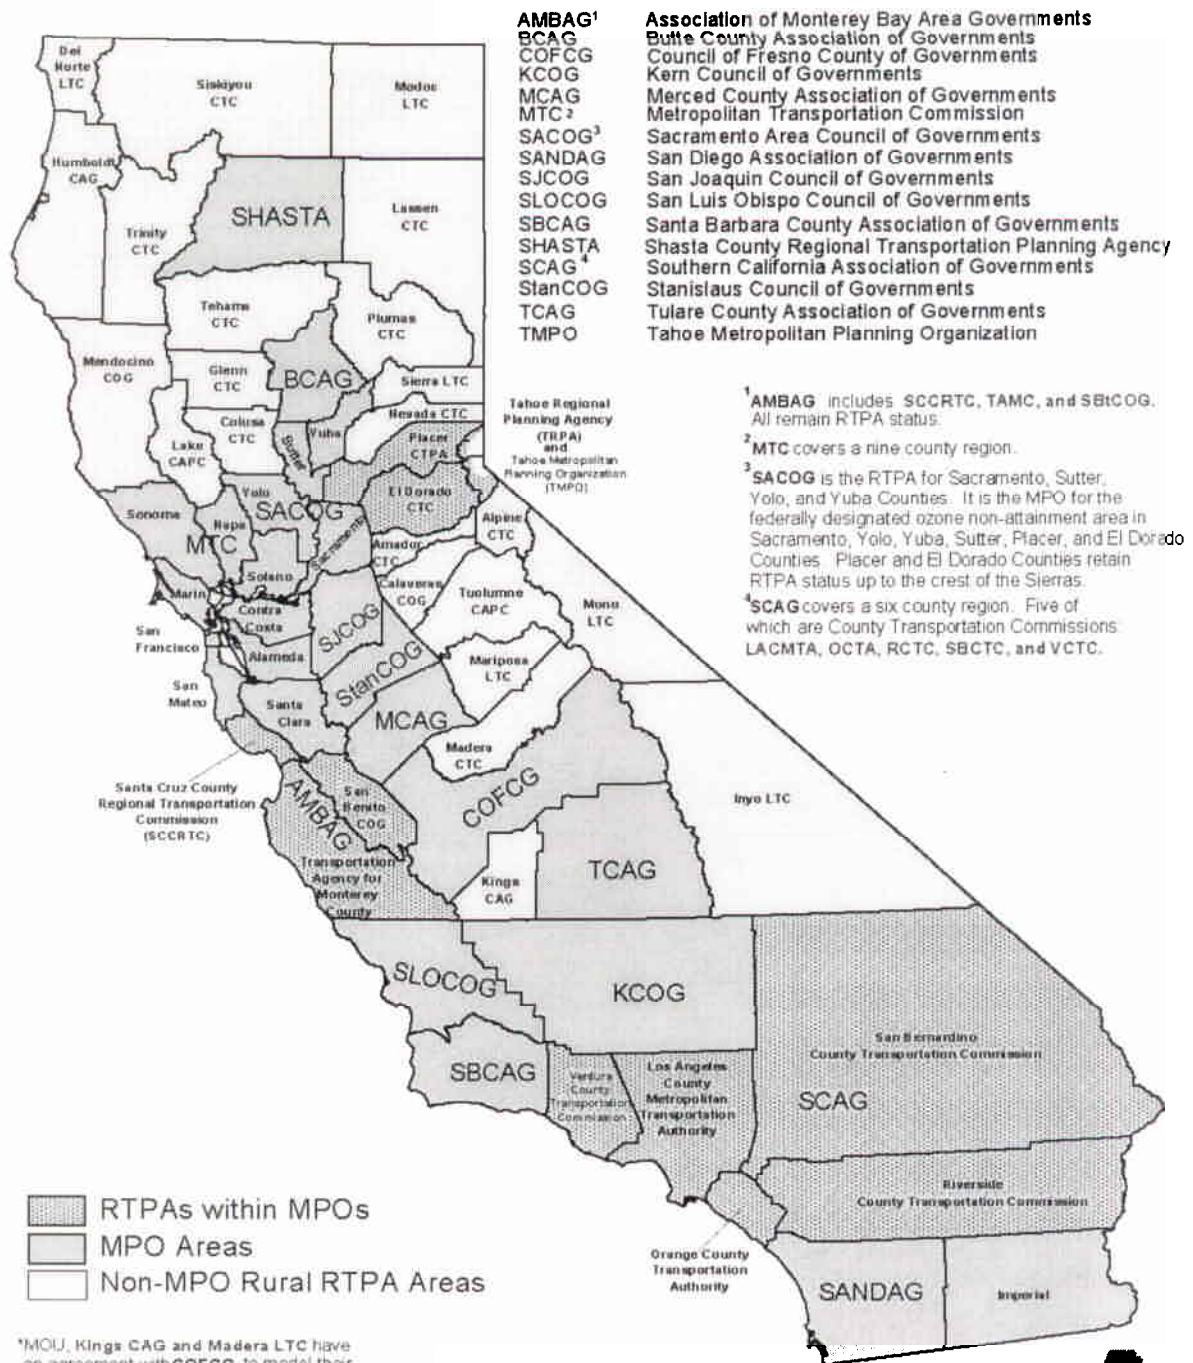 AMBAG¹ Association of Monterey Bay Area Governments
BCAG Butte County Association of Governments
COFCG Council of Fresno County of Governments
KCOG Kern Council of Governments
MCAG Merced County Association of Governments
MTC² Metropolitan Transportation Commission
SACOG³ Sacramento Area Council of Governments
SANDAG San Diego Association of Governments
SJCOG San Joaquin Council of Governments
SLOCOG San Luis Obispo Council of Governments
SBCAG Santa Barbara County Association of Governments
SHASTA Shasta County Regional Transportation Planning Agency
SCAG⁴ Southern California Association of Governments
StanCOG Stanislaus Council of Governments
TCAG Tulare County Association of Governments
TMPO Tahoe Metropolitan Planning Organization
Del
Norte
LTC
Siskiyou
CTC
Modoc
LTC
Humboldt
CAG
Trinity
CTC
SHASTA
Lassen
CTC
Tehama
CTC
Plumas
CTC
Mendocino
COG
Glenn
CTC
BCAG
Sierra LTC
Nevada CTC
Colusa
CTC
Lake
CAPC
Sutter
Yuba
Placer
CTPA
El Dorado
CTC
Tahoe Regional
Planning Agency
(TRPA)
and
Tahoe Metropolitan
Planning Organization
(TMPO)
¹AMBAG includes SCCRTC, TAMC, and SBtCOG.
All remain RTPA status.
²MTC covers a nine county region.
³SACOG is the RTPA for Sacramento, Sutter,
Yolo, and Yuba Counties. It is the MPO for the
federally designated ozone non-attainment area in
Sacramento, Yolo, Yuba, Sutter, Placer, and El Dorado
Counties. Placer and El Dorado Counties retain
RTPA status up to the crest of the Sierras.
⁴SCAG covers a six county region. Five of
which are County Transportation Commissions:
LACMTA, OCTA, RCTC, SBCTC, and VCTC.
Sonoma
Napa
MTC
Yolo
SACOG
Sacramento
Alpine
CTC
Amador
CTC
Solano
Marin
Calaveras
COG
Tuolumne
CAPC
Mono
LTC
Contra
Costa
San
Francisco
Alameda
SJCOG
StanCOG
Mariposa
LTC
San
Mateo
Santa
Clara
MCAG
Madera
CTC
COFCG
Inyo LTC
Santa Cruz County
Regional Transportation
Commission
(SCCRTC)
AMBAG
San
Benito
COG
Transportation
Agency for
Monterey
County
Kings
CAG
TCAG
SLOCOG
KCOG
SBCAG
Ventura
County
Transportation
Commission
Los Angeles
County
Metropolitan
Transportation
Authority
San Bernardino
County Transportation Commission
SCAG
Riverside
County Transportation Commission
Orange County
Transportation
Authority
SANDAG
Imperial
RTPAs within MPOs
MPO Areas
Non-MPO Rural RTPA Areas
*MOU, Kings CAG and Madera LTC have
an agreement with COFCG to model their